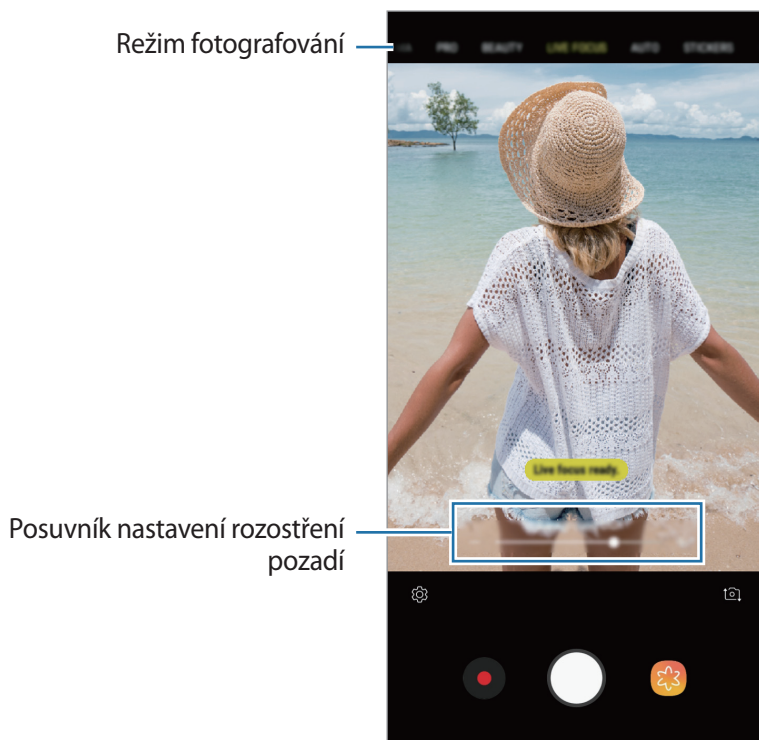 Režim fotografování
PRO BEAUTY LIVE FOCUS AUTO STICKERS
Live focus ready.
Posuvník nastavení rozostření
pozadí